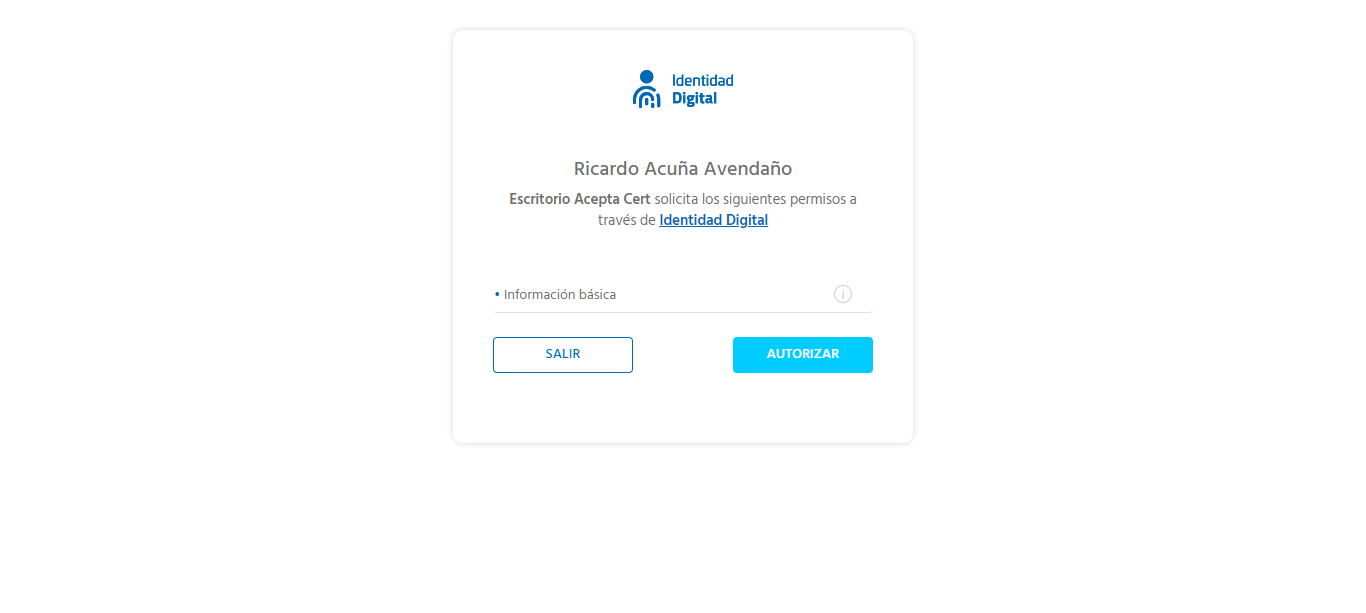 Identidad
Digital
Ricardo Acuña Avendaño
Escritorio Acepta Cert solicita los siguientes permisos a
través de Identidad Digital
• Información básica
SALIR
AUTORIZAR